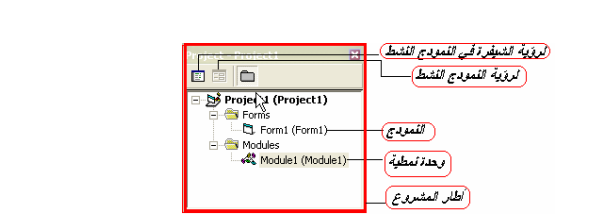 لرؤية الشيفرة في النموذج النشط
Project - Project1
لرؤية النموذج النشط
Project1 (Project1)
Forms
Form1 (Form1)
النموذج
Modules
Module1 (Module1)
وحدة نمطية
اطار المشروع